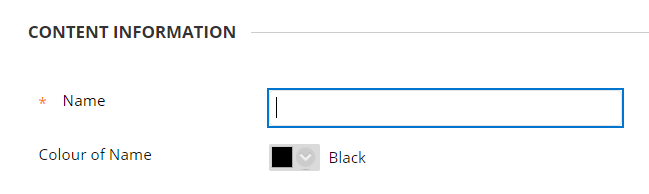 CONTENT INFORMATION
* Name
Colour of Name Black